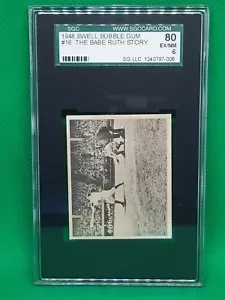 SGC
WWW.SGCCARD.COM
1948 SWELL BUBBLE GUM
#16 THE BABE RUTH STORY
80
EX/NM
6
SG LLC 1240797-006